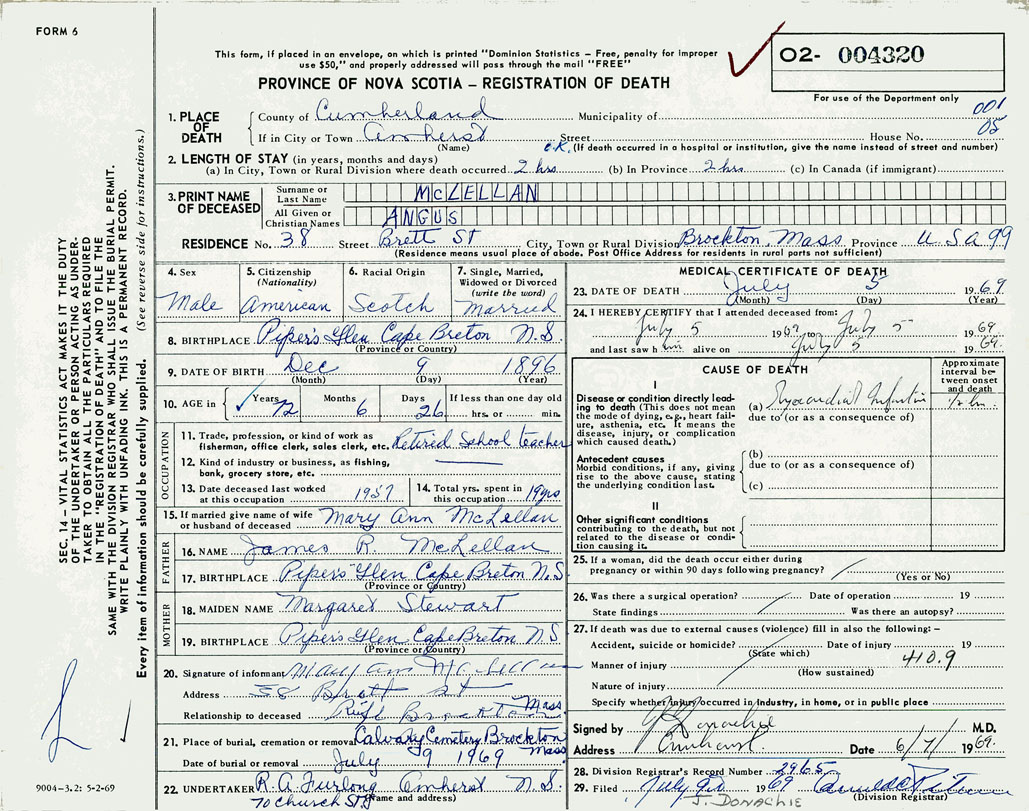 FORM 6
This form, if placed in an envelope, on which is printed "Dominion Statistics – Free, penalty for improper
use $50," and properly addressed will pass through the mail "FREE"
O2- 004320
PROVINCE OF NOVA SCOTIA – REGISTRATION OF DEATH
For use of the Department only
001
05
1. PLACE OF DEATH
County of Cumberland Municipality of
If in City or Town Amherst Street House No.
(Name) (If death occurred in a hospital or institution, give the name instead of street and number)
2. LENGTH OF STAY (in years, months and days)
(a) In City, Town or Rural Division where death occurred 2 hrs (b) In Province 2 hrs (c) In Canada (if immigrant)
3. PRINT NAME OF DECEASED
Surname or Last Name McLELLAN
All Given or Christian Names ANGUS
RESIDENCE No. 38 Street Brett St City, Town or Rural Division Brockton, Mass Province U.S.A 99
(Residence means usual place of abode. Post Office Address for residents in rural parts not sufficient)
4. Sex
Male
5. Citizenship (Nationality)
American
6. Racial Origin
Scotch
7. Single, Married, Widowed or Divorced (write the word)
Married
8. BIRTHPLACE Piper's Glen Cape Breton N.S.
(Province or Country)
9. DATE OF BIRTH Dec 9 1896
(Month) (Day) (Year)
10. AGE in Years 72 Months 6 Days 26 If less than one day old hrs. or min.
OCCUPATION
11. Trade, profession, or kind of work as
fisherman, office clerk, sales clerk, etc. Retired School teacher
12. Kind of industry or business, as fishing,
bank, grocery store, etc.
13. Date deceased last worked
at this occupation 1957
14. Total yrs. spent in
this occupation 19 yrs
15. If married give name of wife
or husband of deceased Mary Ann McLellan
FATHER
16. NAME James R. McLellan
17. BIRTHPLACE Piper's Glen Cape Breton N.S
(Province or Country)
MOTHER
18. MAIDEN NAME Margaret Stewart
19. BIRTHPLACE Piper's Glen Cape Breton N.S
(Province or Country)
20. Signature of informant Mary Ann McLellan
Address 38 Brett st
Relationship to deceased Wife Brockton Mass
21. Place of burial, cremation or removal Calvary Cemetery Brockton Mass
Date of burial or removal July 9 1969
22. UNDERTAKER R. A Furlong Amherst N.S.
70 Church St (Name and address)
MEDICAL CERTIFICATE OF DEATH
23. DATE OF DEATH July 5 1969
(Month) (Day) (Year)
24. I HEREBY CERTIFY that I attended deceased from:
July 5 1969 July 5 1969
and last saw him alive on July 5 1969.
CAUSE OF DEATH
Approximate interval between onset and death
I
Disease or condition directly leading to death (This does not mean the mode of dying, e.g., heart failure, asthenia, etc. It means the disease, injury, or complication which caused death.)
(a) Myocardial Infarction 1/2 hr.
due to (or as a consequence of)
Antecedent causes
Morbid conditions, if any, giving rise to the above cause, stating the underlying condition last.
(b)
due to (or as a consequence of)
(c)
II
Other significant conditions
contributing to the death, but not related to the disease or condition causing it.
25. If a woman, did the death occur either during
pregnancy or within 90 days following pregnancy?
(Yes or No)
26. Was there a surgical operation? Date of operation 19
State findings Was there an autopsy?
27. If death was due to external causes (violence) fill in also the following: –
Accident, suicide or homicide? Date of injury 19
(State which)
Manner of injury 410.9
(How sustained)
Nature of injury
Specify whether injury occurred in Industry, in home, or in public place
Signed by M.D.
Address Amherst. Date 6/7/ 1969.
28. Division Registrar's Record Number 2965
29. Filed July 9th 1969
(Division Registrar)
J. DONOCHIE
SEC. 14 – VITAL STATISTICS ACT MAKES IT THE DUTY
OF THE UNDERTAKER OR PERSON ACTING AS UNDERTAKER TO OBTAIN ALL THE PARTICULARS REQUIRED
IN THE "REGISTRATION OF DEATH" AND TO FILE THE
SAME WITH THE DIVISION REGISTRAR WHO SHALL ISSUE THE BURIAL PERMIT.
WRITE PLAINLY WITH UNFADING INK. THIS IS A PERMANENT RECORD.
Every item of information should be carefully supplied. (See reverse side for instructions.)
9004-3.2: 5-2-69